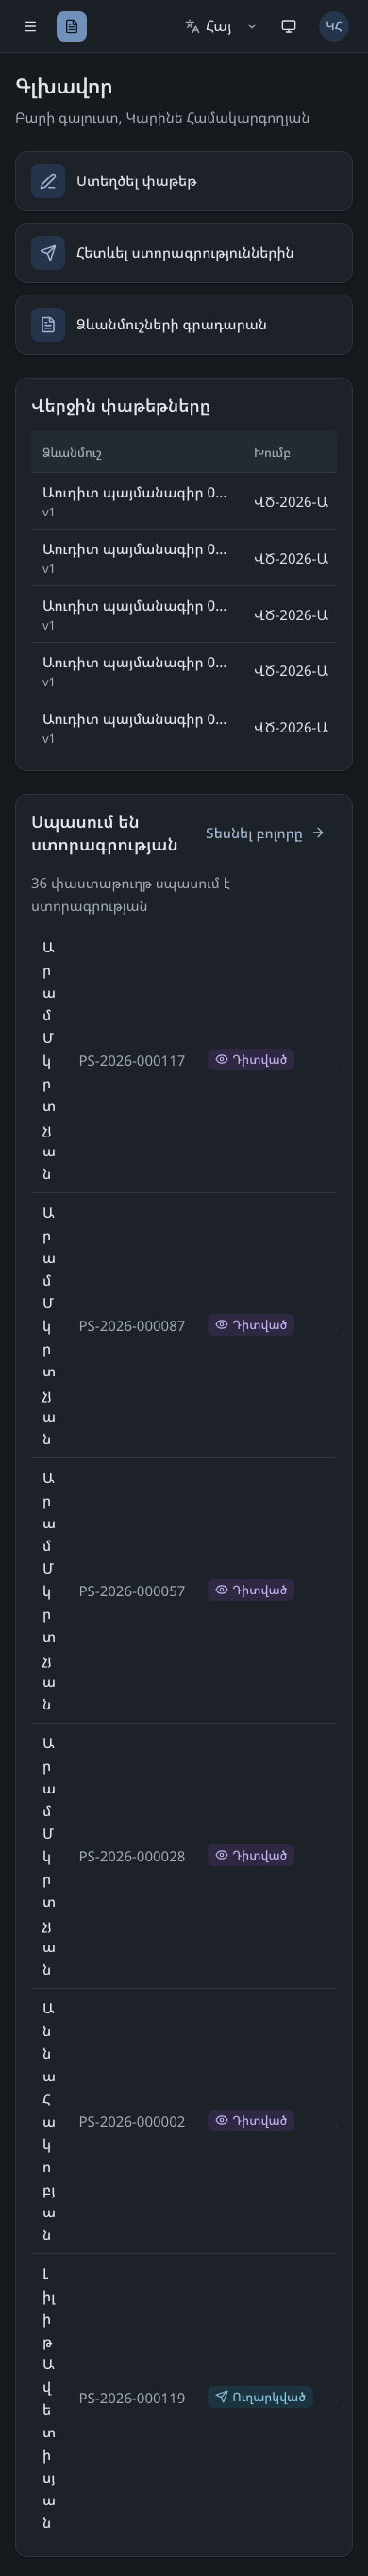 Հայ
ԿՀ
Գլխավոր
Բարի գալուստ, Կարինե Համակարգողյան
Ստեղծել փաթեթ
Հետևել ստորագրություններին
Ձևանմուշների գրադարան
Վերջին փաթեթները
Ձևանմուշ Խումբ
Աուդիտ պայմանագիր 0... ՎԾ-2026-Ա
v1
Աուդիտ պայմանագիր 0... ՎԾ-2026-Ա
v1
Աուդիտ պայմանագիր 0... ՎԾ-2026-Ա
v1
Աուդիտ պայմանագիր 0... ՎԾ-2026-Ա
v1
Աուդիտ պայմանագիր 0... ՎԾ-2026-Ա
v1
Սպասում են
ստորագրության
Տեսնել բոլորը
36 փաստաթուղթ սպասում է
ստորագրության
Արամ Մկրտչյան PS-2026-000117 Դիտված
Արամ Մկրտչյան PS-2026-000087 Դիտված
Արամ Մկրտչյան PS-2026-000057 Դիտված
Արամ Մկրտչյան PS-2026-000028 Դիտված
Աննա Հակոբյան PS-2026-000002 Դիտված
Լիլիթ Ավետիսյան PS-2026-000119 Ուղարկված